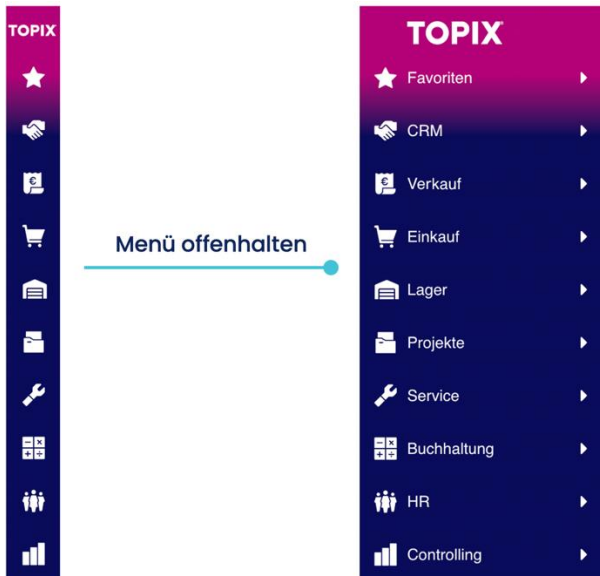 TOPIX
Menü offenhalten
TOPIX
Favoriten
CRM
Verkauf
Einkauf
Lager
Projekte
Service
Buchhaltung
HR
Controlling